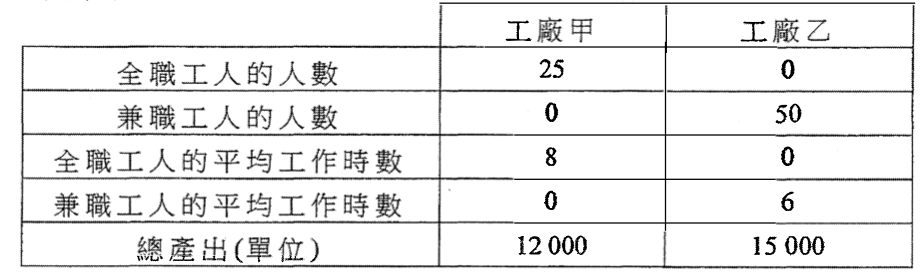 工廠甲 工廠乙
全職工人的人數 25 0
兼職工人的人數 0 50
全職工人的平均工作時數 8 0
兼職工人的平均工作時數 0 6
總產出(單位) 12 000 15 000